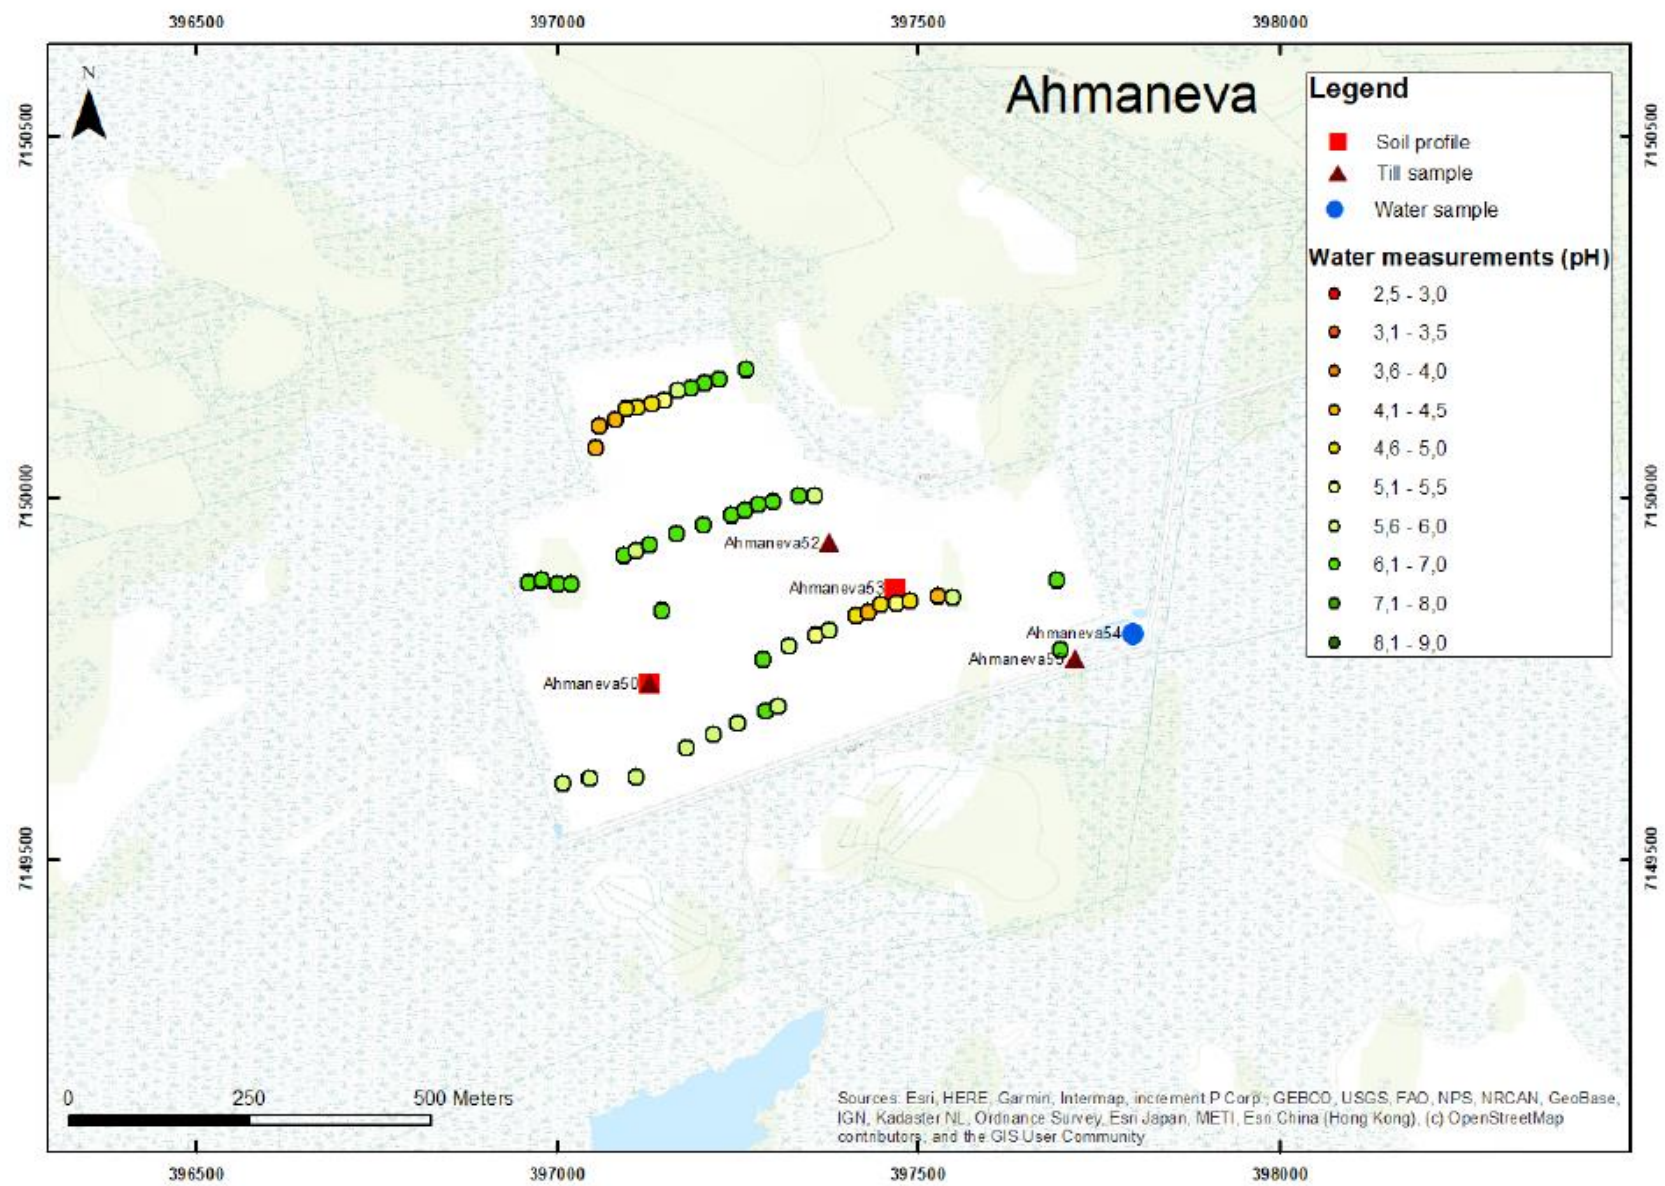 396500 397000 397500 398000
Ahmaneva
N
Legend
Soil profile
Till sample
Water sample
Water measurements (pH)
2,5 - 3,0
3,1 - 3,5
3,6 - 4,0
4,1 - 4,5
4,6 - 5,0
5,1 - 5,5
5,6 - 6,0
6,1 - 7,0
7,1 - 8,0
8,1 - 9,0
7150500 7150500
7150000 7150000
7149500 7149500
Ahmaneva52
Ahmaneva53
Ahmaneva54
Ahmaneva55
Ahmaneva50
0 250 500 Meters
Sources: Esri, HERE, Garmin, Intermap, increment P Corp., GEBCO, USGS, FAO, NPS, NRCAN, GeoBase,
IGN, Kadaster NL, Ordnance Survey, Esri Japan, METI, Esri China (Hong Kong), (c) OpenStreetMap
contributors, and the GIS User Community
396500 397000 397500 398000